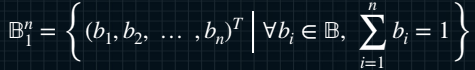 𝔹₁ⁿ = { (b₁, b₂, … , bₙ)ᵀ | ∀bᵢ ∈ 𝔹, ∑ᵢ₌₁ⁿ bᵢ = 1 }